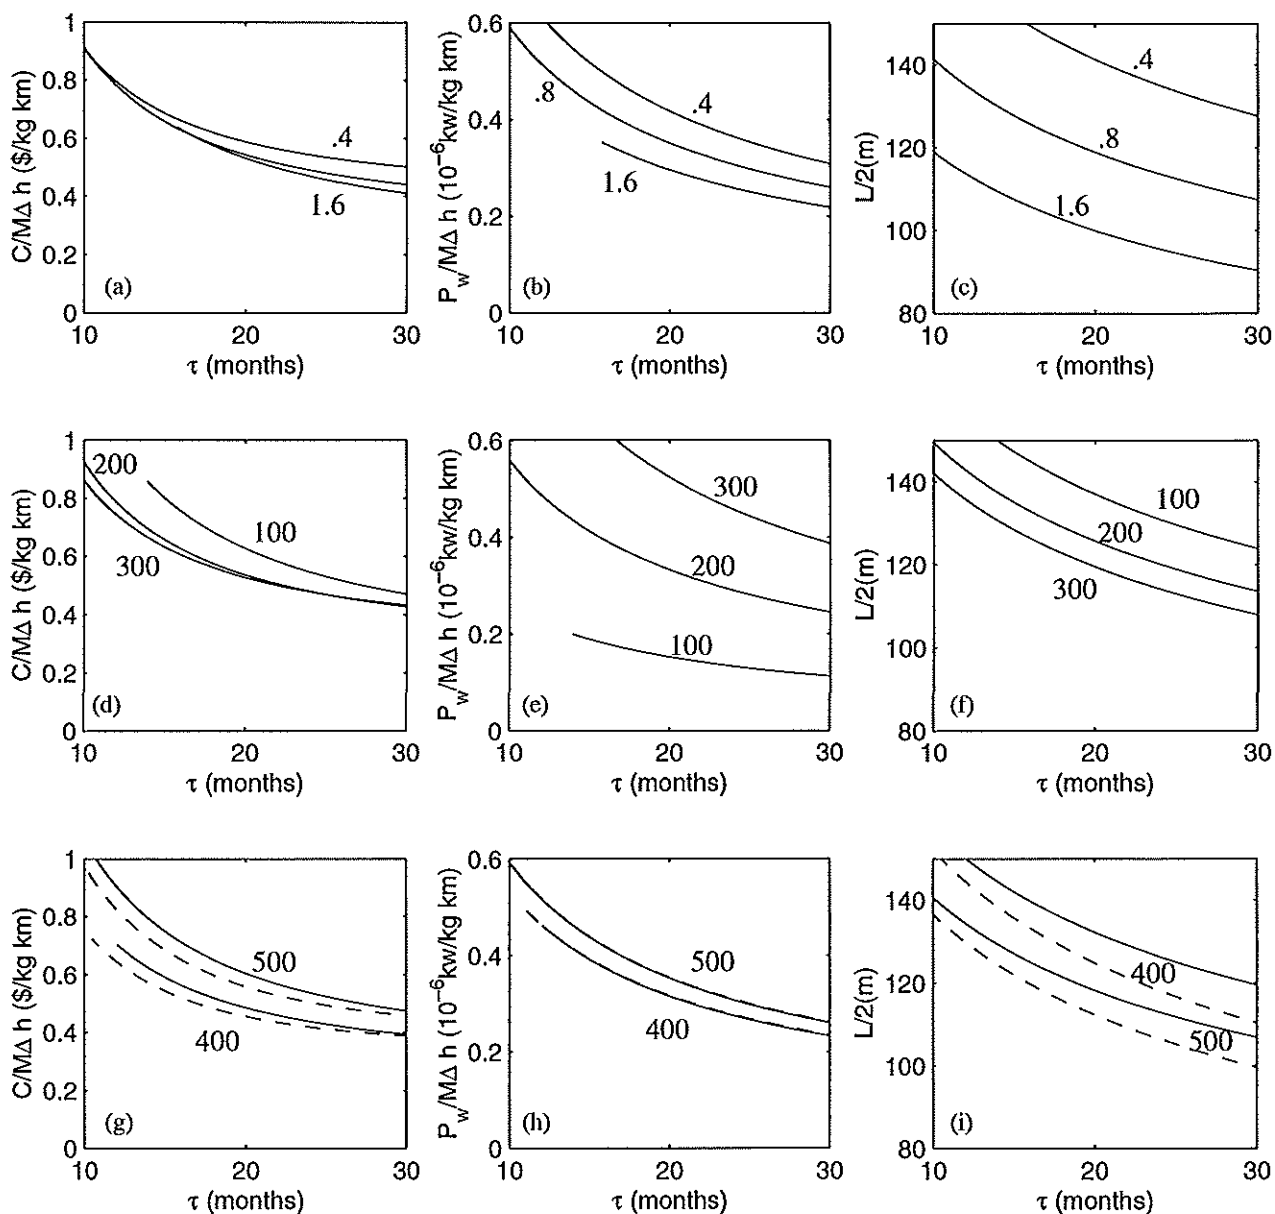 C/MΔ h ($/kg km)
1
0.8
0.6
0.4
0.2
0
.4
1.6
(a)
10 20 30
τ (months)
P_w/MΔ h (10^−6 kw/kg km)
0.6
0.4
0.2
0
.8
.4
1.6
(b)
10 20 30
τ (months)
L/2(m)
140
120
100
80
.4
.8
1.6
(c)
10 20 30
τ (months)
C/MΔ h ($/kg km)
1
0.8
0.6
0.4
0.2
0
200
100
300
(d)
10 20 30
τ (months)
P_w/MΔ h (10^−6 kw/kg km)
0.6
0.4
0.2
0
300
200
100
(e)
10 20 30
τ (months)
L/2(m)
140
120
100
80
100
200
300
(f)
10 20 30
τ (months)
C/MΔ h ($/kg km)
1
0.8
0.6
0.4
0.2
0
500
400
(g)
10 20 30
τ (months)
P_w/MΔ h (10^−6 kw/kg km)
0.6
0.4
0.2
0
500
400
(h)
10 20 30
τ (months)
L/2(m)
140
120
100
80
400
500
(i)
10 20 30
τ (months)